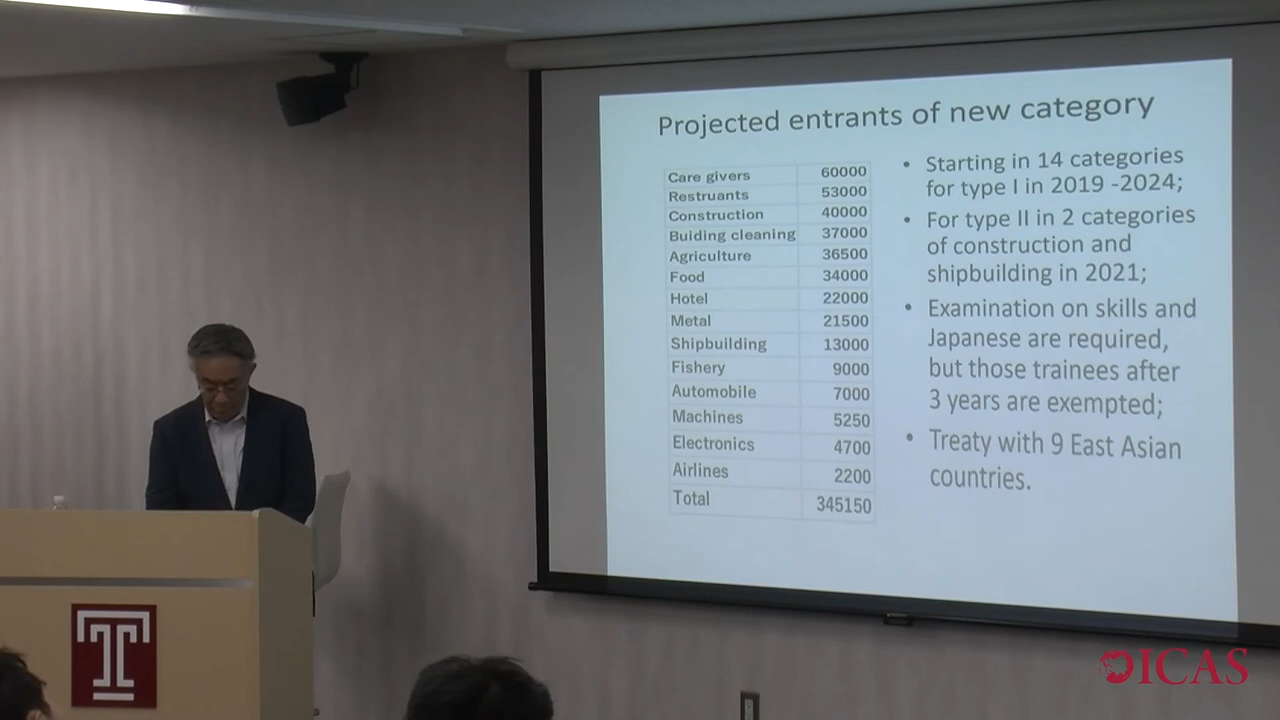 Projected entrants of new category
Care givers 60000
Restruants 53000
Construction 40000
Buiding cleaning 37000
Agriculture 36500
Food 34000
Hotel 22000
Metal 21500
Shipbuilding 13000
Fishery 9000
Automobile 7000
Machines 5250
Electronics 4700
Airlines 2200
Total 345150
• Starting in 14 categories
for type I in 2019 -2024;
• For type II in 2 categories
of construction and
shipbuilding in 2021;
• Examination on skills and
Japanese are required,
but those trainees after
3 years are exempted;
• Treaty with 9 East Asian
countries.
T
ICAS